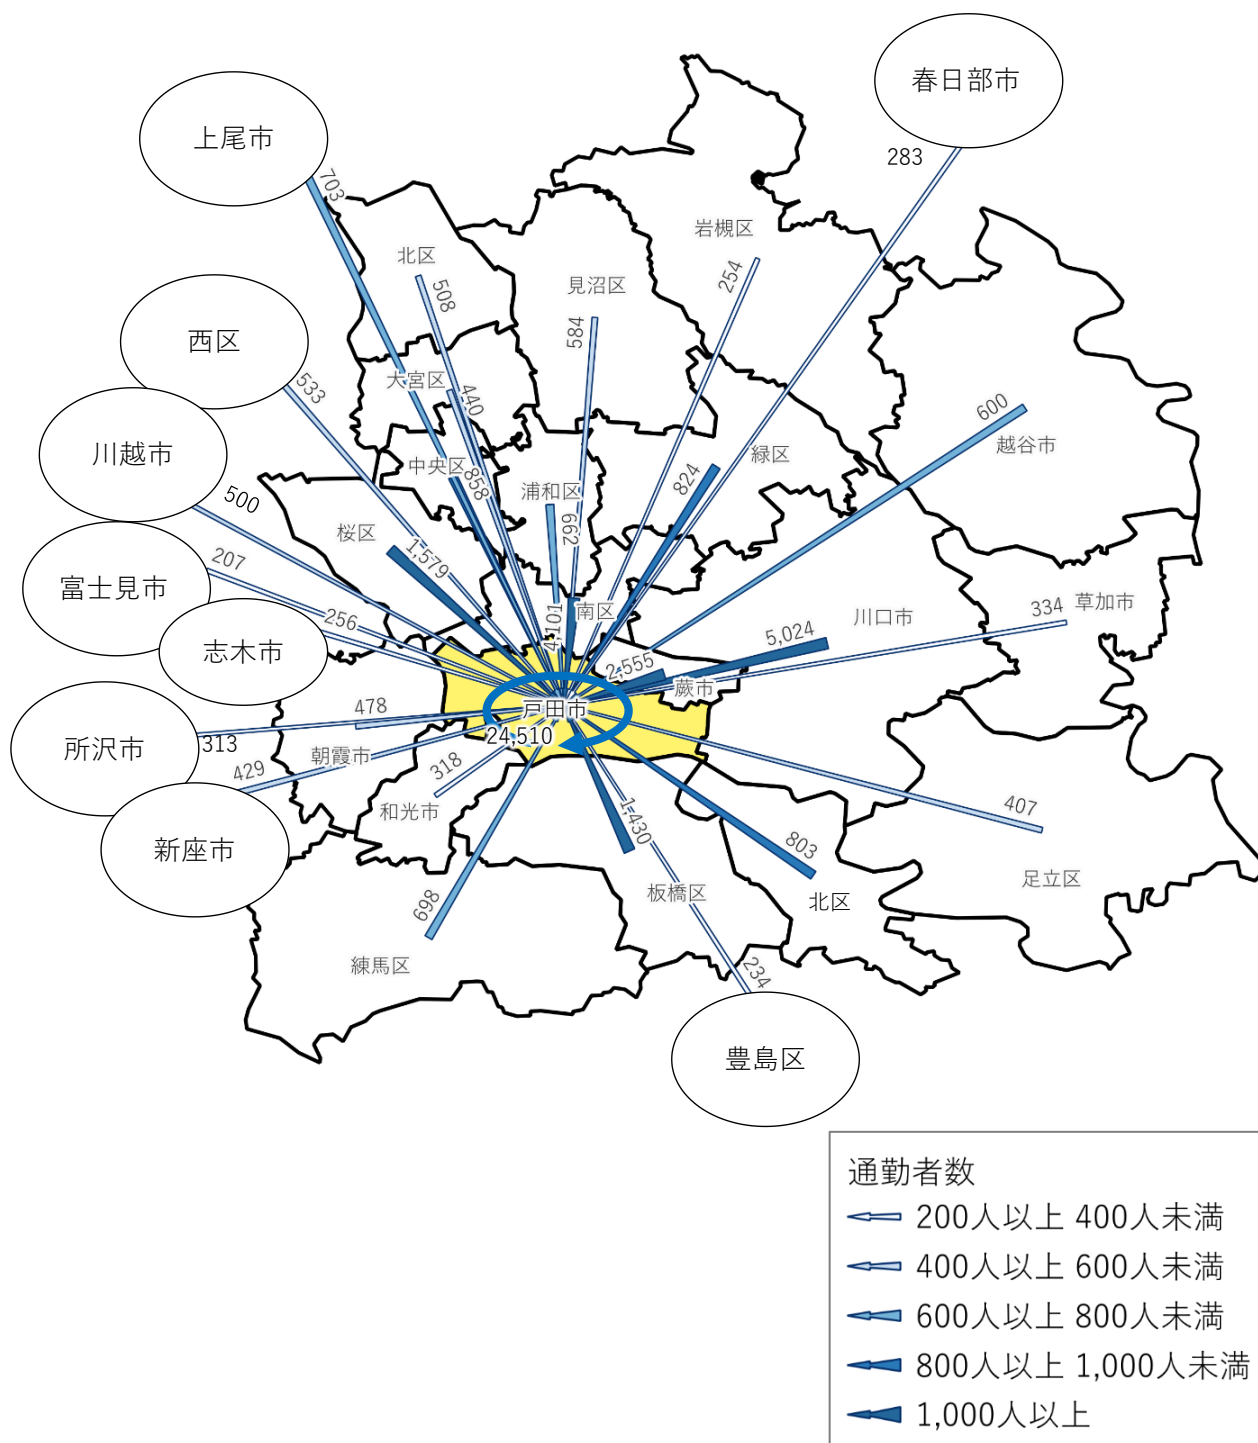 春日部市
283
上尾市
703
岩槻区
254
北区
508
見沼区
584
西区
533
大宮区
440
600
越谷市
川越市
500
中央区
858
浦和区
299
緑区
824
桜区
1,579
富士見市
207
256
志木市
4,101
南区
川口市
5,024
334
草加市
2,555
蕨市
戸田市
24,510
所沢市
313
478
朝霞市
429
318
和光市
新座市
407
足立区
1,430
板橋区
803
北区
698
練馬区
234
豊島区
通勤者数
200人以上 400人未満
400人以上 600人未満
600人以上 800人未満
800人以上 1,000人未満
1,000人以上